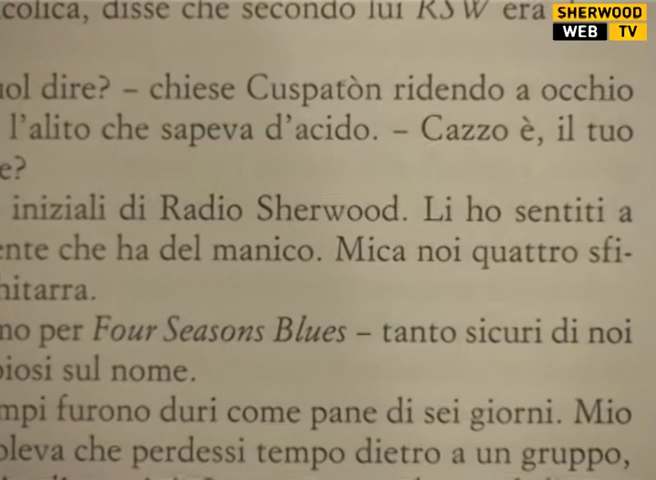 colica, disse che secondo lui RSW era
SHERWOOD
WEB TV
uol dire? – chiese Cuspatòn ridendo a occhio
l'alito che sapeva d'acido. – Cazzo è, il tuo
e?
iniziali di Radio Sherwood. Li ho sentiti a
ente che ha del manico. Mica noi quattro sfi-
hitarra.
no per Four Seasons Blues – tanto sicuri di noi
biosi sul nome.
mpi furono duri come pane di sei giorni. Mio
oleva che perdessi tempo dietro a un gruppo,